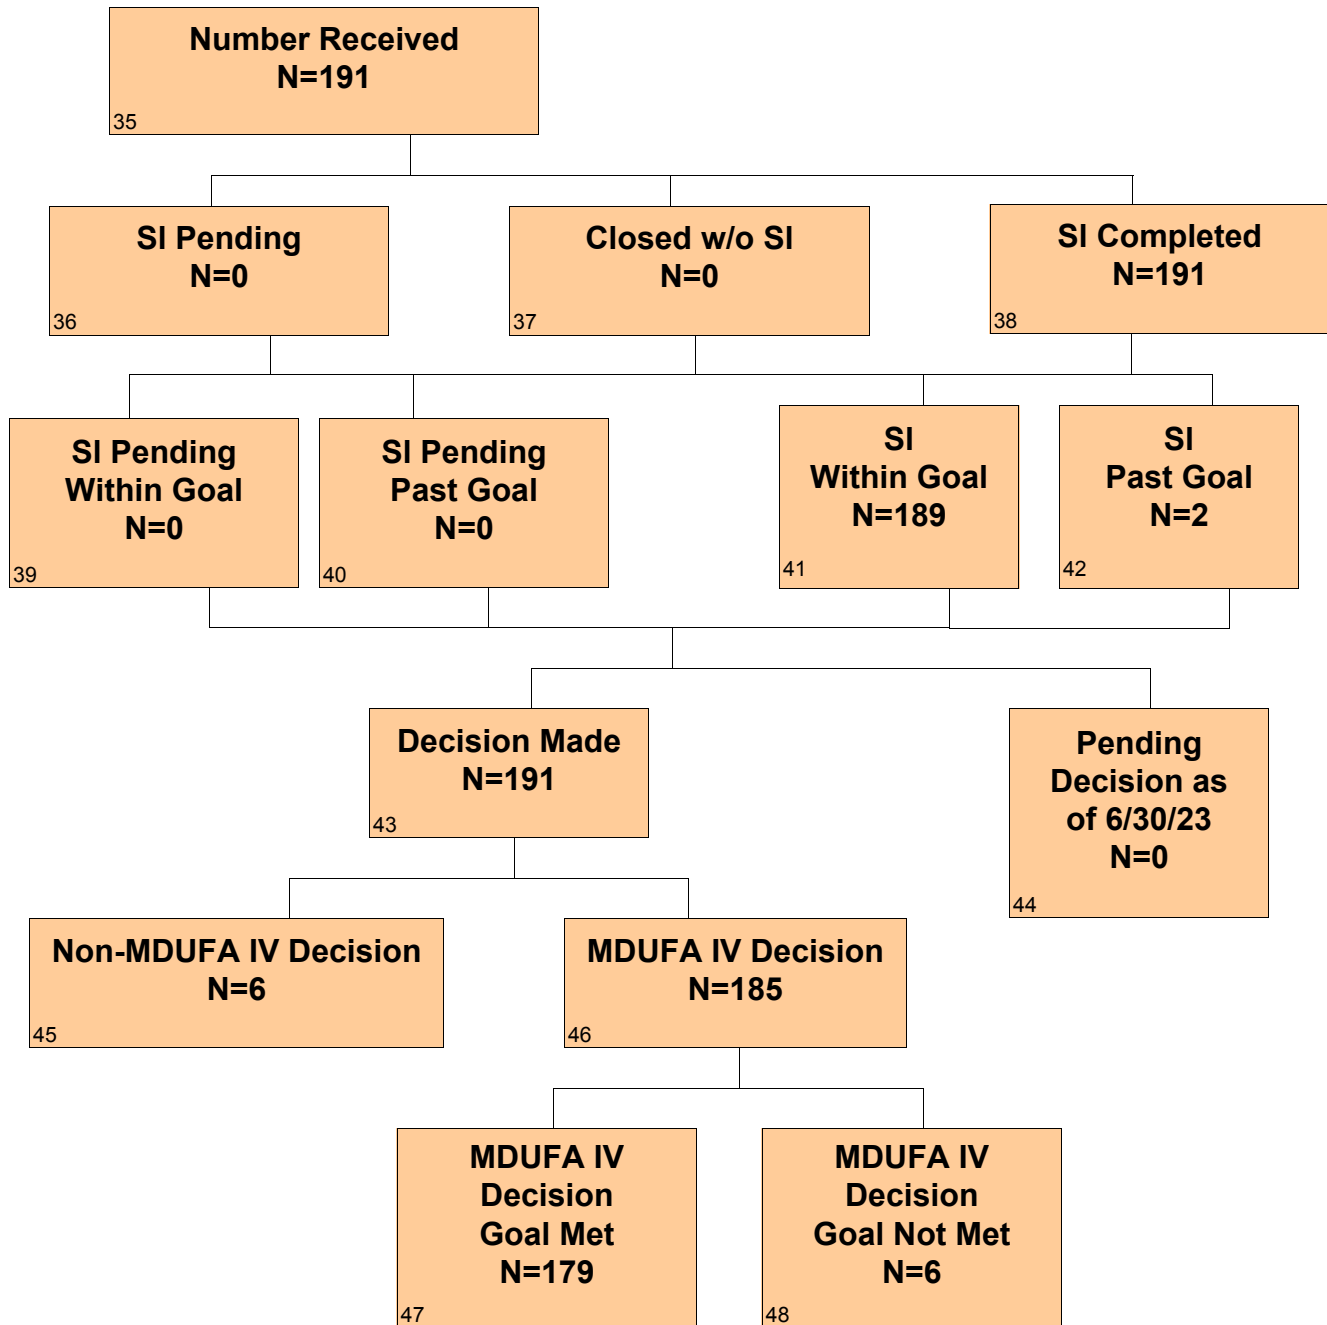 Number Received
N=191
35
SI Pending
N=0
36
Closed w/o SI
N=0
37
SI Completed
N=191
38
SI Pending
Within Goal
N=0
39
SI Pending
Past Goal
N=0
40
SI
Within Goal
N=189
41
SI
Past Goal
N=2
42
Decision Made
N=191
43
Pending
Decision as
of 6/30/23
N=0
44
Non-MDUFA IV Decision
N=6
45
MDUFA IV Decision
N=185
46
MDUFA IV
Decision
Goal Met
N=179
47
MDUFA IV
Decision
Goal Not Met
N=6
48